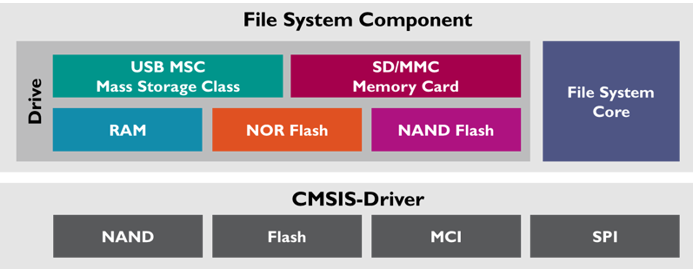 File System Component
Drive
USB MSC
Mass Storage Class
SD/MMC
Memory Card
File System
Core
RAM
NOR Flash
NAND Flash
CMSIS-Driver
NAND
Flash
MCI
SPI